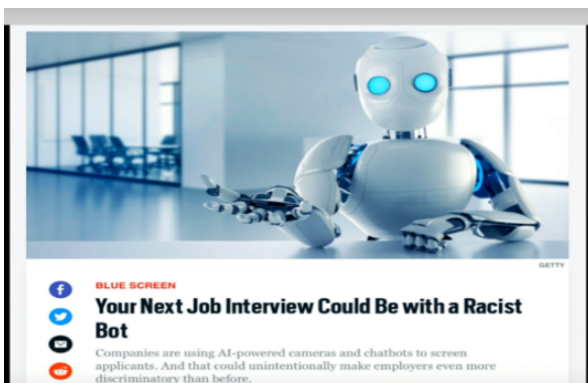 GETTY
BLUE SCREEN
Your Next Job Interview Could Be with a Racist
Bot
Companies are using AI-powered cameras and chatbots to screen
applicants. And that could unintentionally make employers even more
discriminatory than before.